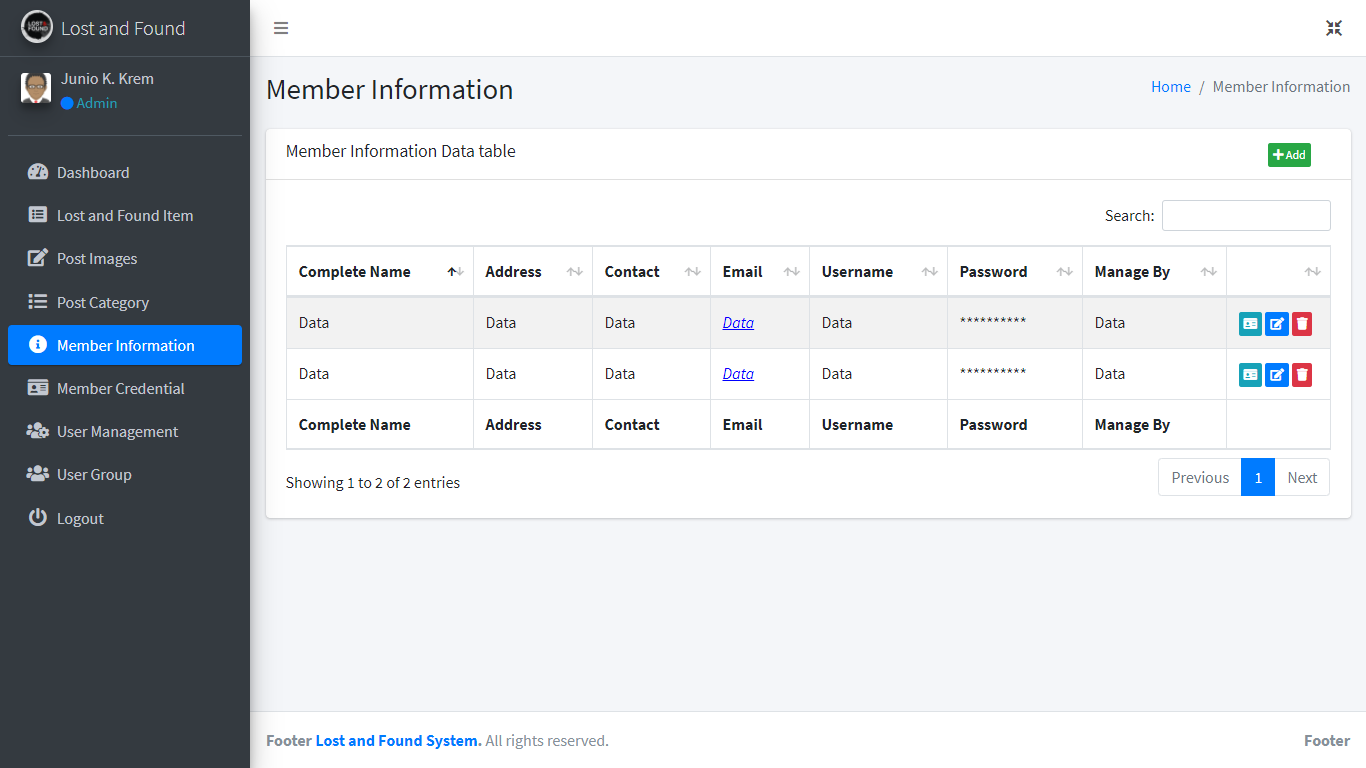 LOST FOUND
Lost and Found
Junio K. Krem
Admin
Dashboard
Lost and Found Item
Post Images
Post Category
Member Information
Member Credential
User Management
User Group
Logout
Member Information
Home / Member Information
Member Information Data table
Add
Search:
Complete Name Address Contact Email Username Password Manage By
Data Data Data Data Data ********** Data
Data Data Data Data Data ********** Data
Complete Name Address Contact Email Username Password Manage By
Showing 1 to 2 of 2 entries
Previous 1 Next
Footer Lost and Found System. All rights reserved.
Footer